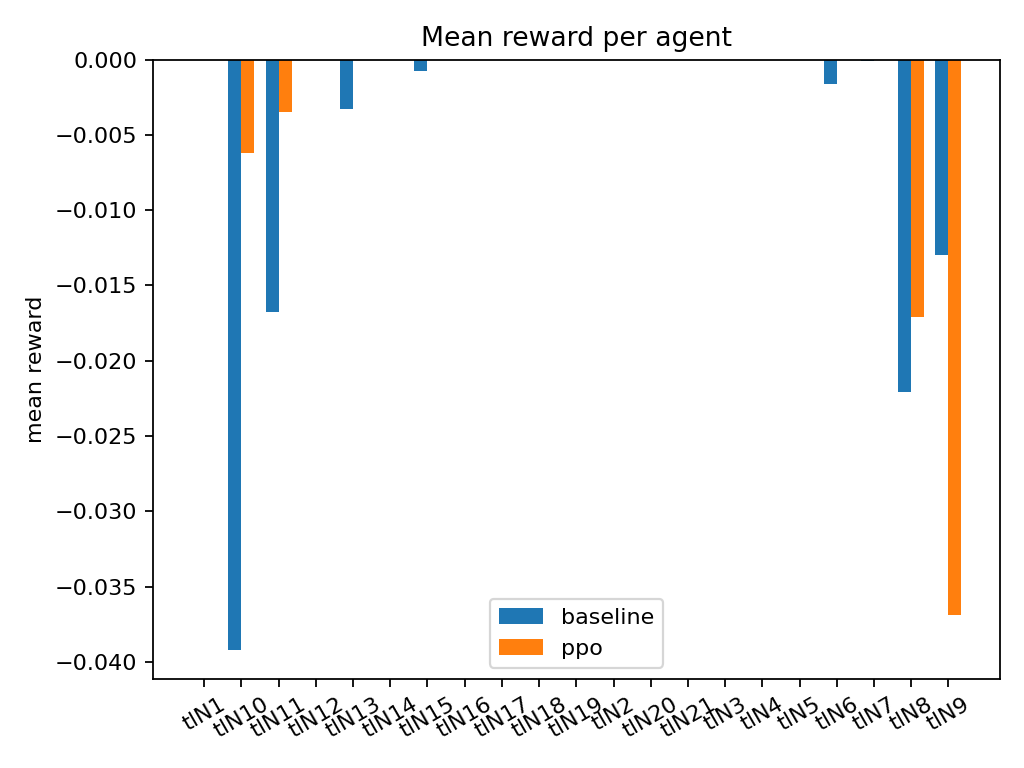 Mean reward per agent
0.000
−0.005
−0.010
−0.015
−0.020
−0.025
−0.030
−0.035
−0.040
mean reward
baseline
ppo
tlN1
tlN10
tlN11
tlN12
tlN13
tlN14
tlN15
tlN16
tlN17
tlN18
tlN19
tlN2
tlN20
tlN21
tlN3
tlN4
tlN5
tlN6
tlN7
tlN8
tlN9